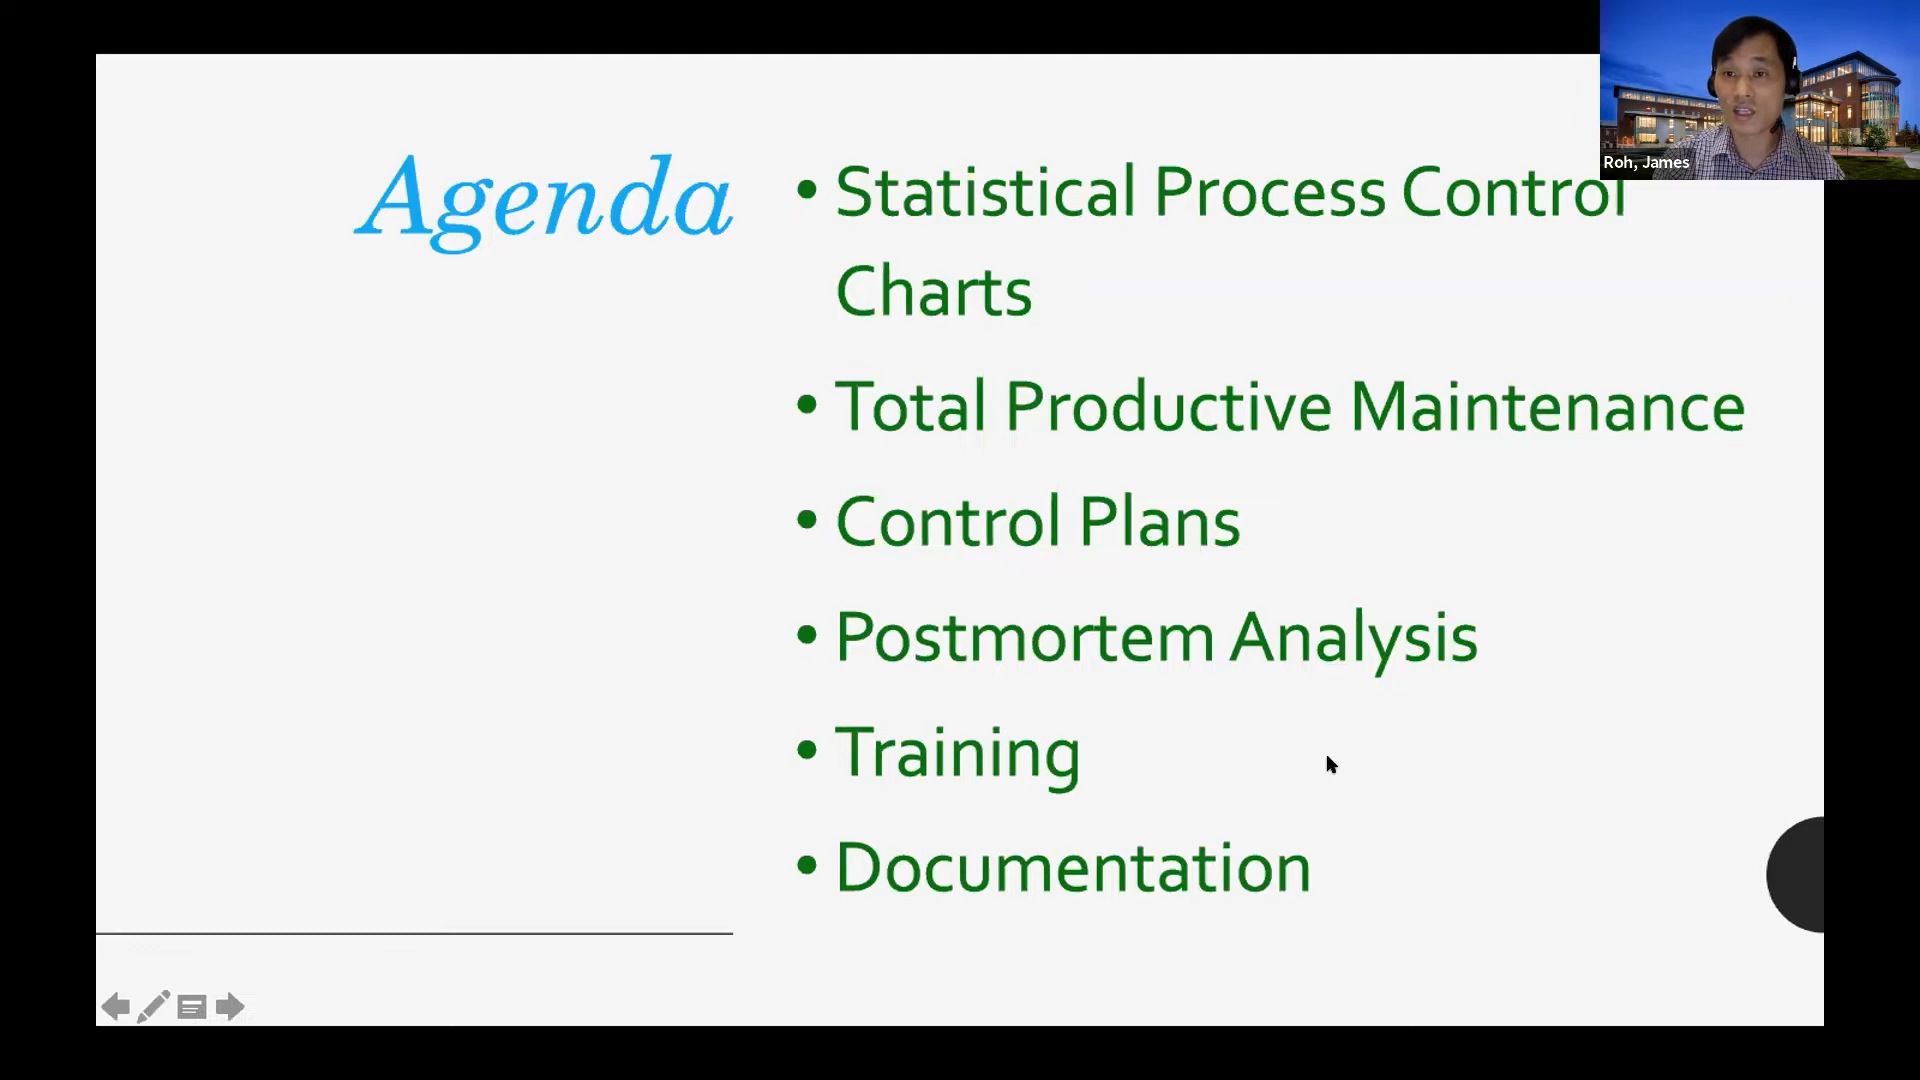 Agenda
• Statistical Process Control
Charts
• Total Productive Maintenance
• Control Plans
• Postmortem Analysis
• Training
• Documentation
Roh, James